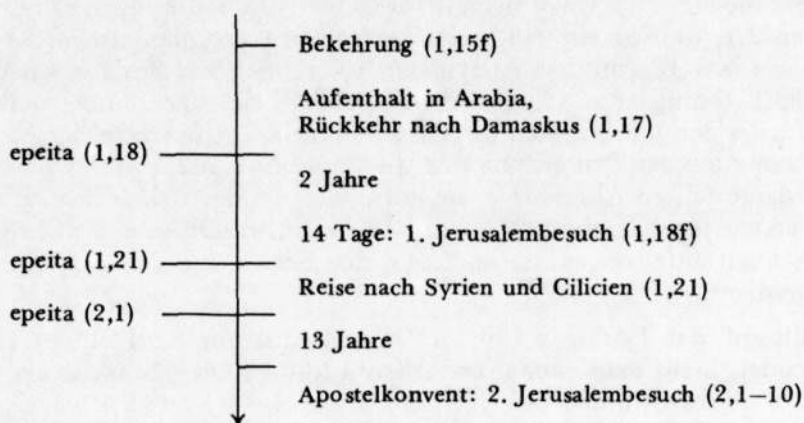 Bekehrung (1,15f)
Aufenthalt in Arabia,
Rückkehr nach Damaskus (1,17)
epeita (1,18)
2 Jahre
14 Tage: 1. Jerusalembesuch (1,18f)
epeita (1,21)
Reise nach Syrien und Cilicien (1,21)
epeita (2,1)
13 Jahre
Apostelkonvent: 2. Jerusalembesuch (2,1–10)